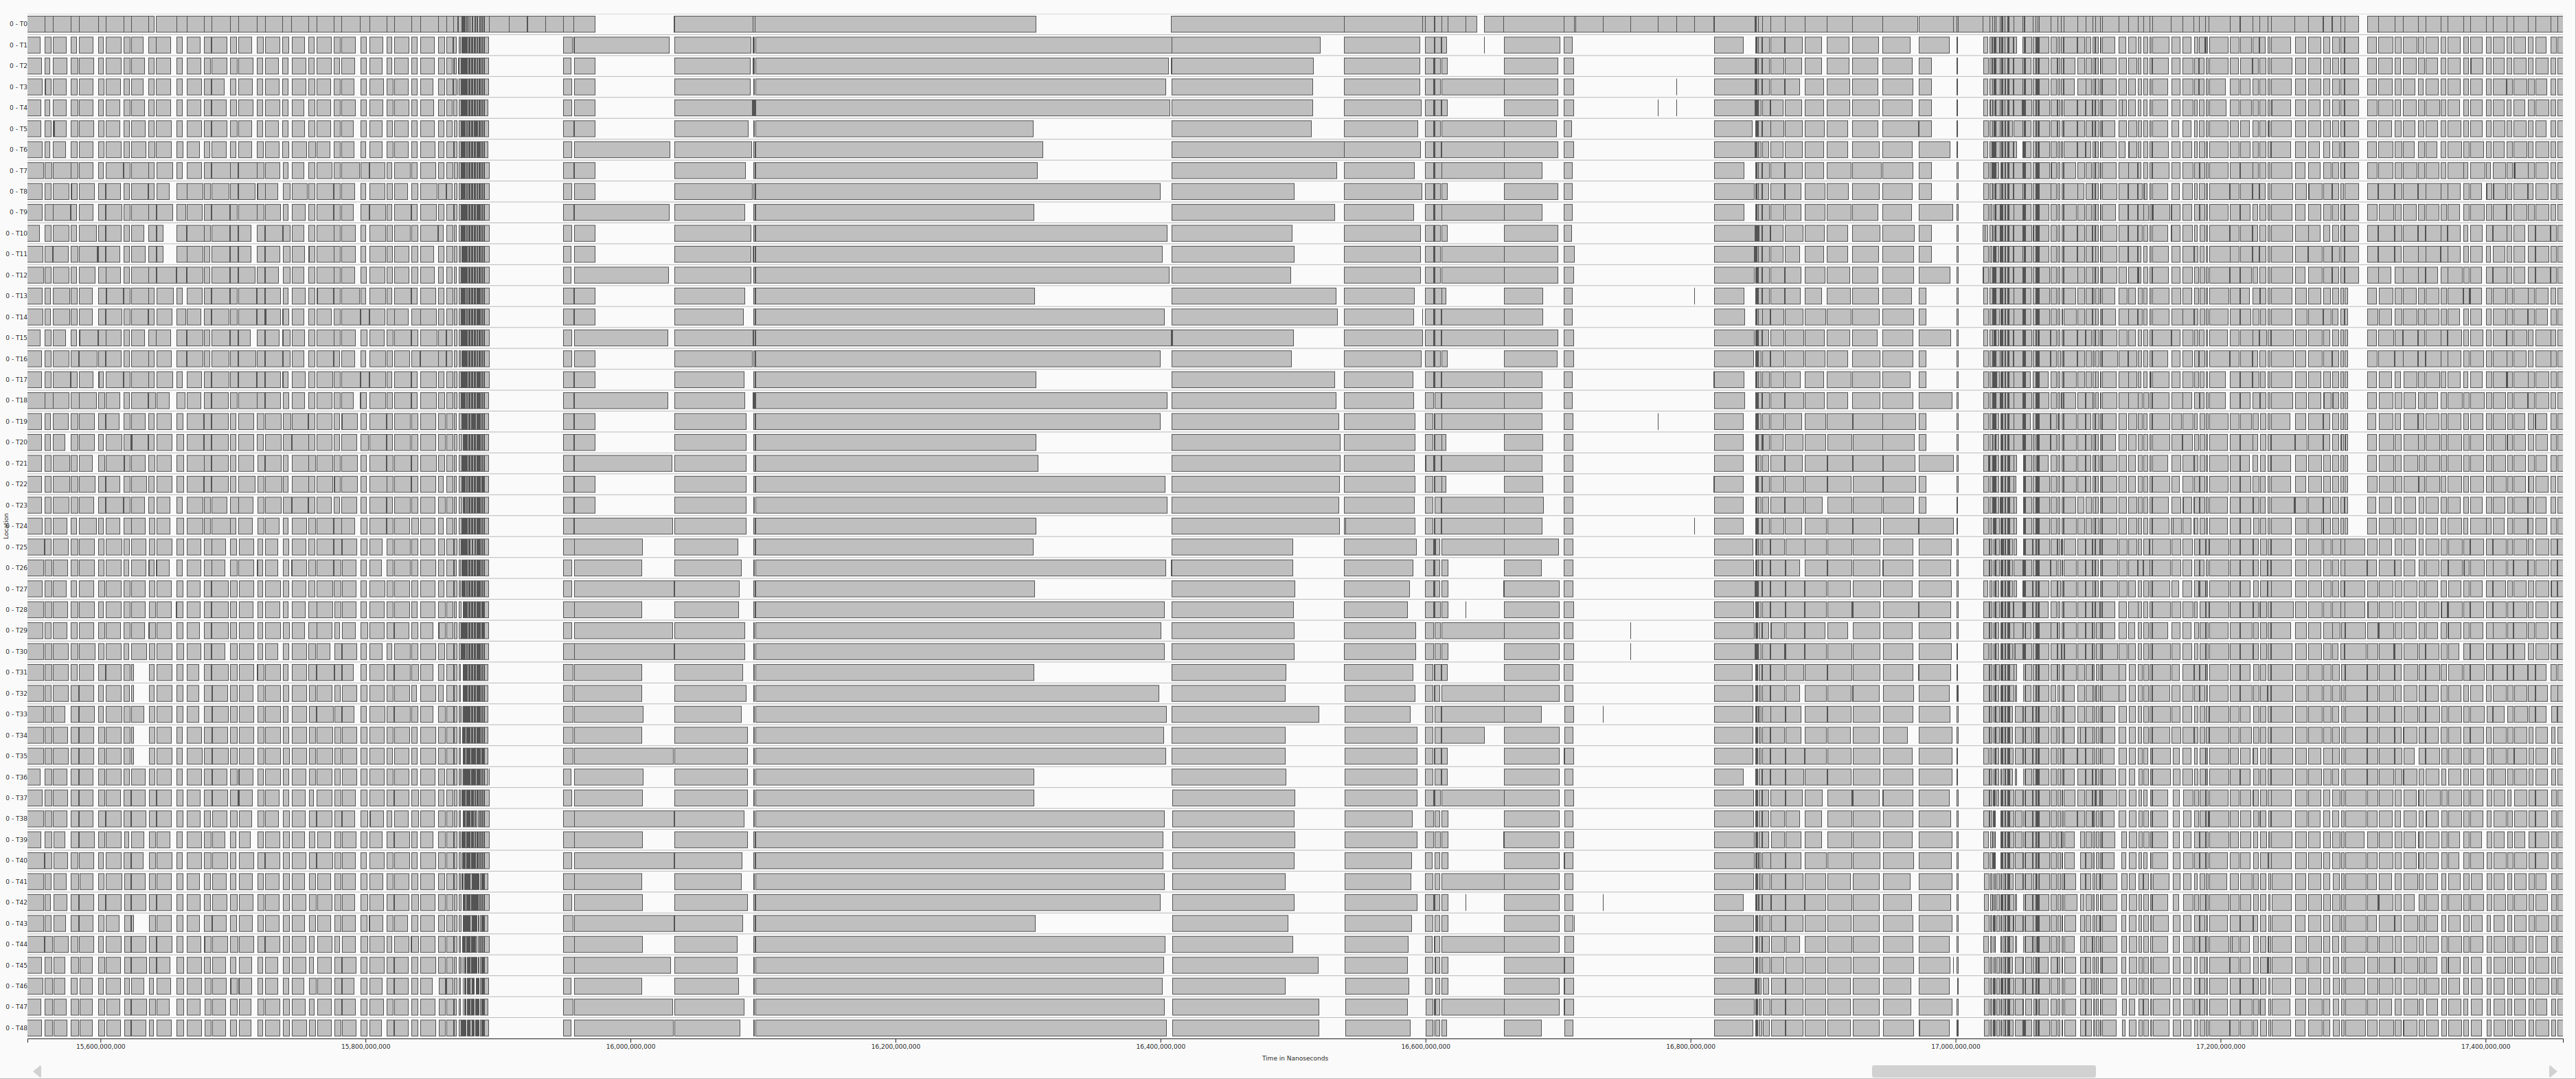 0 - T0
0 - T1
0 - T2
0 - T3
0 - T4
0 - T5
0 - T6
0 - T7
0 - T8
0 - T9
0 - T10
0 - T11
0 - T12
0 - T13
0 - T14
0 - T15
0 - T16
0 - T17
0 - T18
0 - T19
0 - T20
0 - T21
0 - T22
0 - T23
Location
0 - T24
0 - T25
0 - T26
0 - T27
0 - T28
0 - T29
0 - T30
0 - T31
0 - T32
0 - T33
0 - T34
0 - T35
0 - T36
0 - T37
0 - T38
0 - T39
0 - T40
0 - T41
0 - T42
0 - T43
0 - T44
0 - T45
0 - T46
0 - T47
0 - T48
15,600,000,000 15,800,000,000 16,000,000,000 16,200,000,000 16,400,000,000 16,600,000,000 16,800,000,000 17,000,000,000 17,200,000,000 17,400,000,000
Time in Nanoseconds